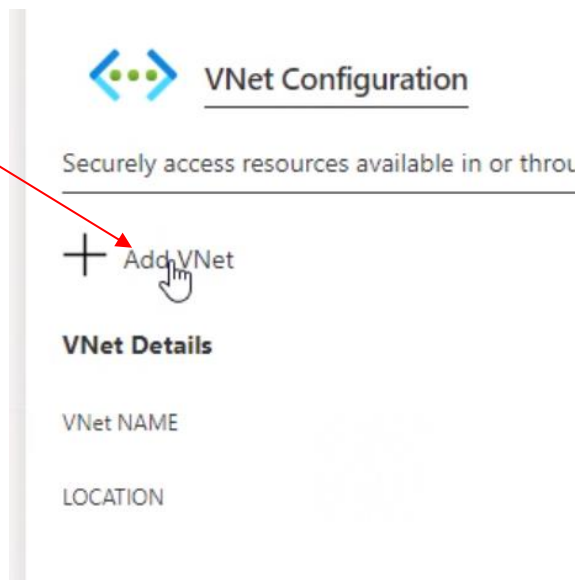 VNet Configuration
Securely access resources available in or throu
Add VNet
VNet Details
VNet NAME
LOCATION